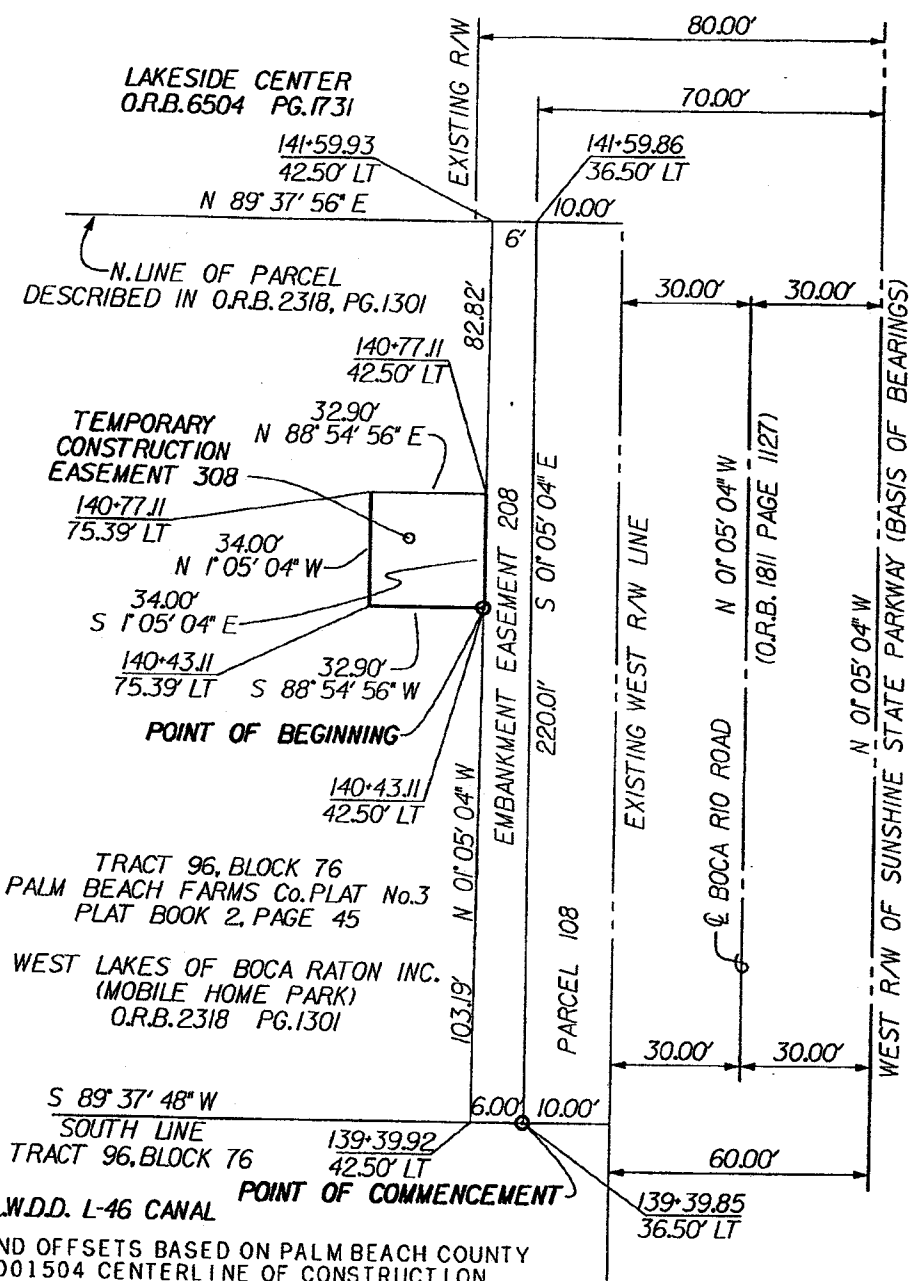 80.00'
LAKESIDE CENTER
O.R.B.6504 PG.1731
EXISTING R/W
70.00'
141+59.93
42.50' LT
141+59.86
36.50' LT
N 89° 37' 56" E
10.00'
6'
N.LINE OF PARCEL
DESCRIBED IN O.R.B.2318, PG.1301
82.82'
30.00'
30.00'
140+77.11
42.50' LT
32.90'
N 88° 54' 56" E
TEMPORARY
CONSTRUCTION
EASEMENT 308
140+77.11
75.39' LT
34.00'
N 1° 05' 04" W
34.00'
S 1° 05' 04" E
140+43.11
75.39' LT
32.90'
S 88° 54' 56" W
POINT OF BEGINNING
140+43.11
42.50' LT
EMBANKMENT EASEMENT 208
S 01° 05' 04" E
220.01'
EXISTING WEST R/W LINE
N 01° 05' 04" W
(O.R.B. 1811 PAGE 1127)
℄ BOCA RIO ROAD
N 01° 05' 04" W
WEST R/W OF SUNSHINE STATE PARKWAY (BASIS OF BEARINGS)
N 01° 05' 04" W
103.19'
PARCEL 108
TRACT 96, BLOCK 76
PALM BEACH FARMS Co.PLAT No.3
PLAT BOOK 2, PAGE 45
WEST LAKES OF BOCA RATON INC.
(MOBILE HOME PARK)
O.R.B.2318 PG.1301
30.00'
30.00'
S 89° 37' 48" W
6.00'
10.00'
SOUTH LINE
TRACT 96, BLOCK 76
139+39.92
42.50' LT
60.00'
POINT OF COMMENCEMENT
139+39.85
36.50' LT
.W.D.D. L-46 CANAL
ND OFFSETS BASED ON PALM BEACH COUNTY
001504 CENTERLINE OF CONSTRUCTION